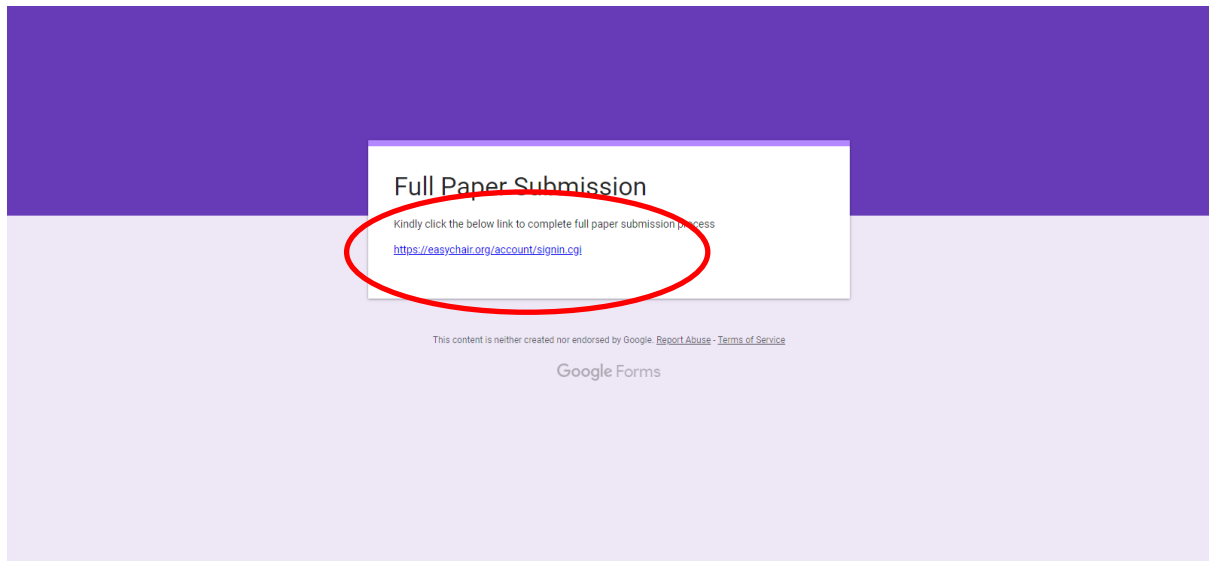 Full Paper Submission
Kindly click the below link to complete full paper submission process
https://easychair.org/account/signin.cgi
This content is neither created nor endorsed by Google. Report Abuse - Terms of Service
Google Forms